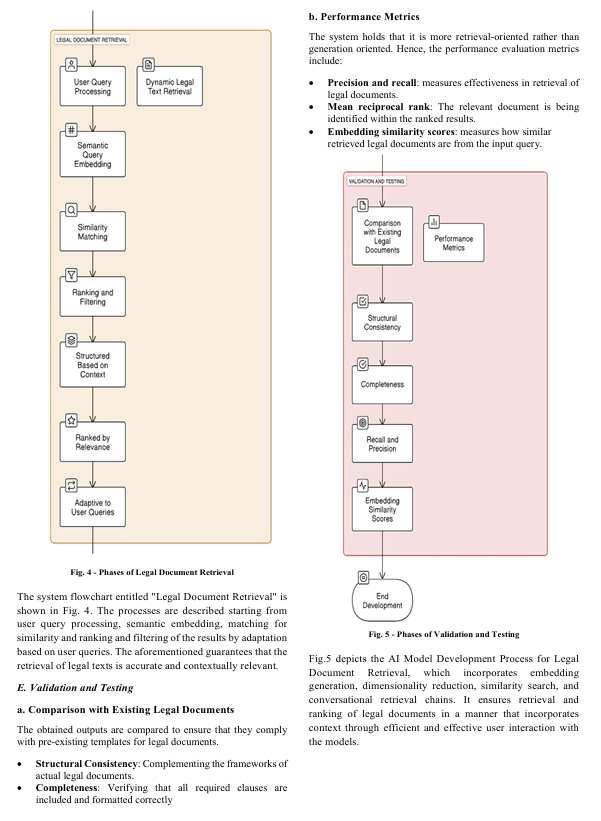 LEGAL DOCUMENT RETRIEVAL
User Query
Processing
Dynamic Legal
Text Retrieval
Semantic
Query
Embedding
Similarity
Matching
Ranking and
Filtering
Structured
Based on
Context
Ranked by
Relevance
Adaptive to
User Queries
Fig. 4 - Phases of Legal Document Retrieval
The system flowchart entitled "Legal Document Retrieval" is
shown in Fig. 4. The processes are described starting from
user query processing, semantic embedding, matching for
similarity and ranking and filtering of the results by adaptation
based on user queries. The aforementioned guarantees that the
retrieval of legal texts is accurate and contextually relevant.
E. Validation and Testing
a. Comparison with Existing Legal Documents
The obtained outputs are compared to ensure that they comply
with pre-existing templates for legal documents.
• Structural Consistency: Complementing the frameworks of
actual legal documents.
• Completeness: Verifying that all required clauses are
included and formatted correctly
b. Performance Metrics
The system holds that it is more retrieval-oriented rather than
generation oriented. Hence, the performance evaluation metrics
include:
• Precision and recall: measures effectiveness in retrieval of
legal documents.
• Mean reciprocal rank: The relevant document is being
identified within the ranked results.
• Embedding similarity scores: measures how similar
retrieved legal documents are from the input query.
VALIDATION AND TESTING
Comparison
with Existing
Legal
Documents
Performance
Metrics
Structural
Consistency
Completeness
Recall and
Precision
Embedding
Similarity
Scores
End
Development
Fig. 5 - Phases of Validation and Testing
Fig.5 depicts the AI Model Development Process for Legal
Document Retrieval, which incorporates embedding
generation, dimensionality reduction, similarity search, and
conversational retrieval chains. It ensures retrieval and
ranking of legal documents in a manner that incorporates
context through efficient and effective user interaction with
the models.